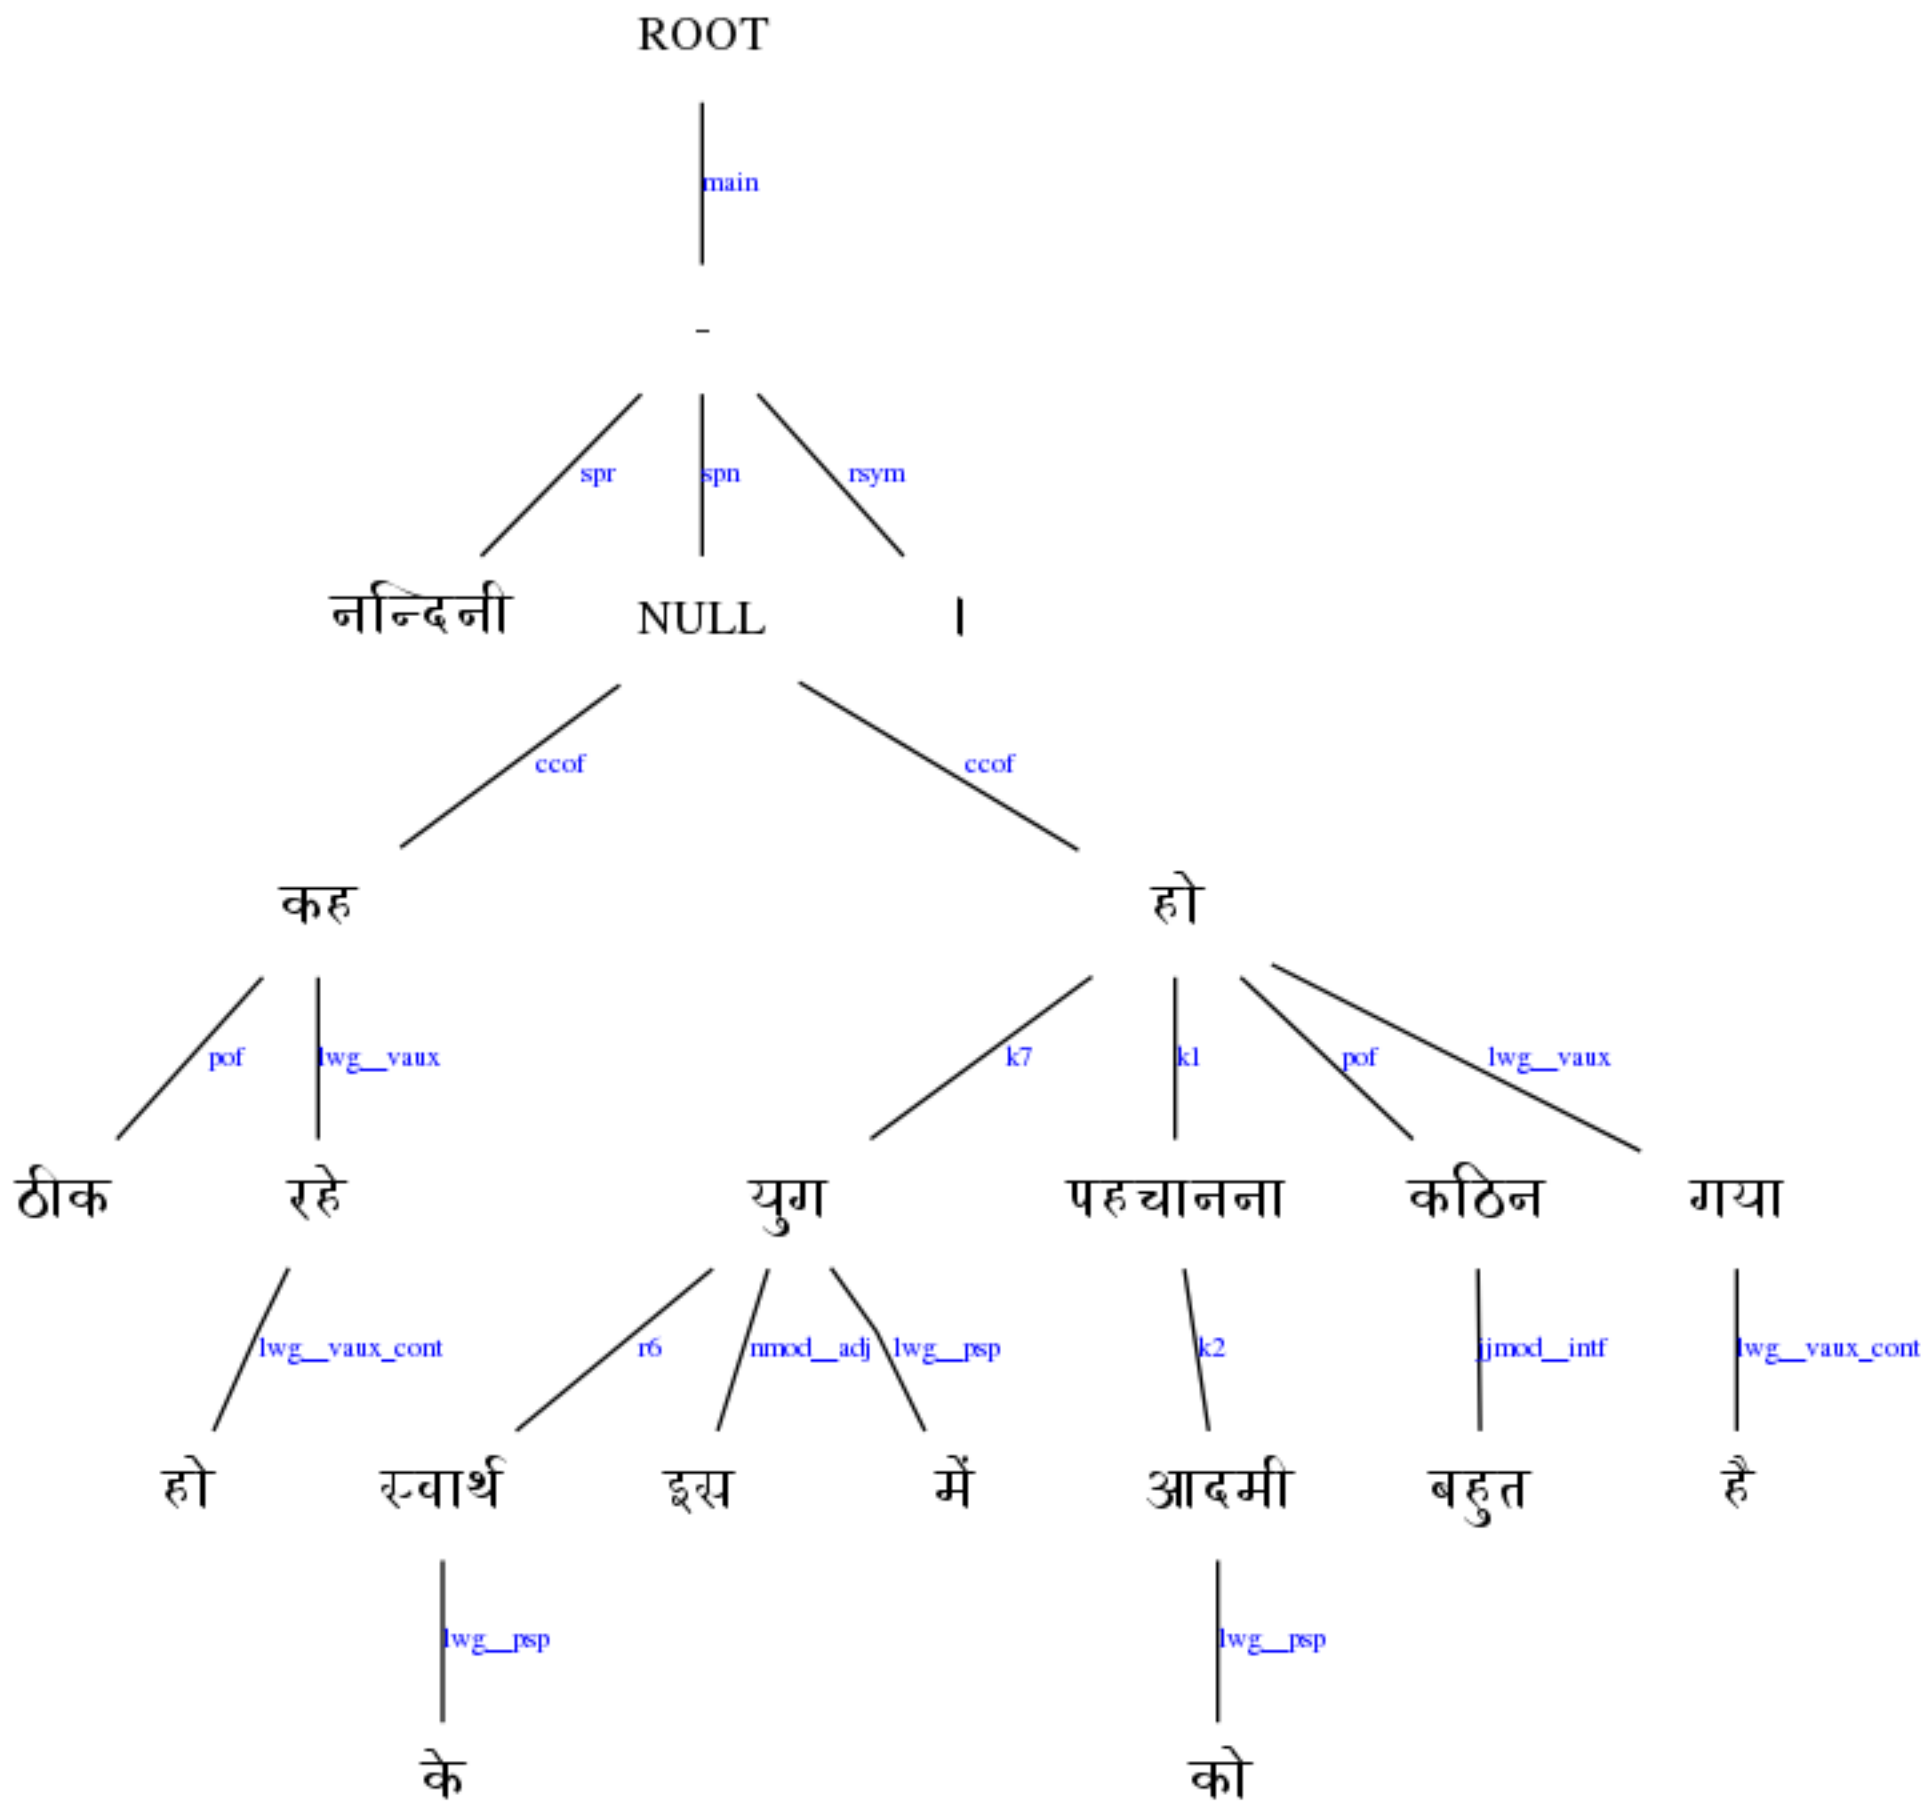 ROOT
main
-
spr spn rsym
नन्दिनी NULL ।
ccof ccof
कह हो
pof lwg__vaux k7 k1 pof lwg__vaux
ठीक रहे युग पहचानना कठिन गया
lwg__vaux_cont r6 nmod__adj lwg__psp k2 jjmod__intf lwg__vaux_cont
हो स्वार्थ इस में आदमी बहुत है
lwg__psp lwg__psp
के को